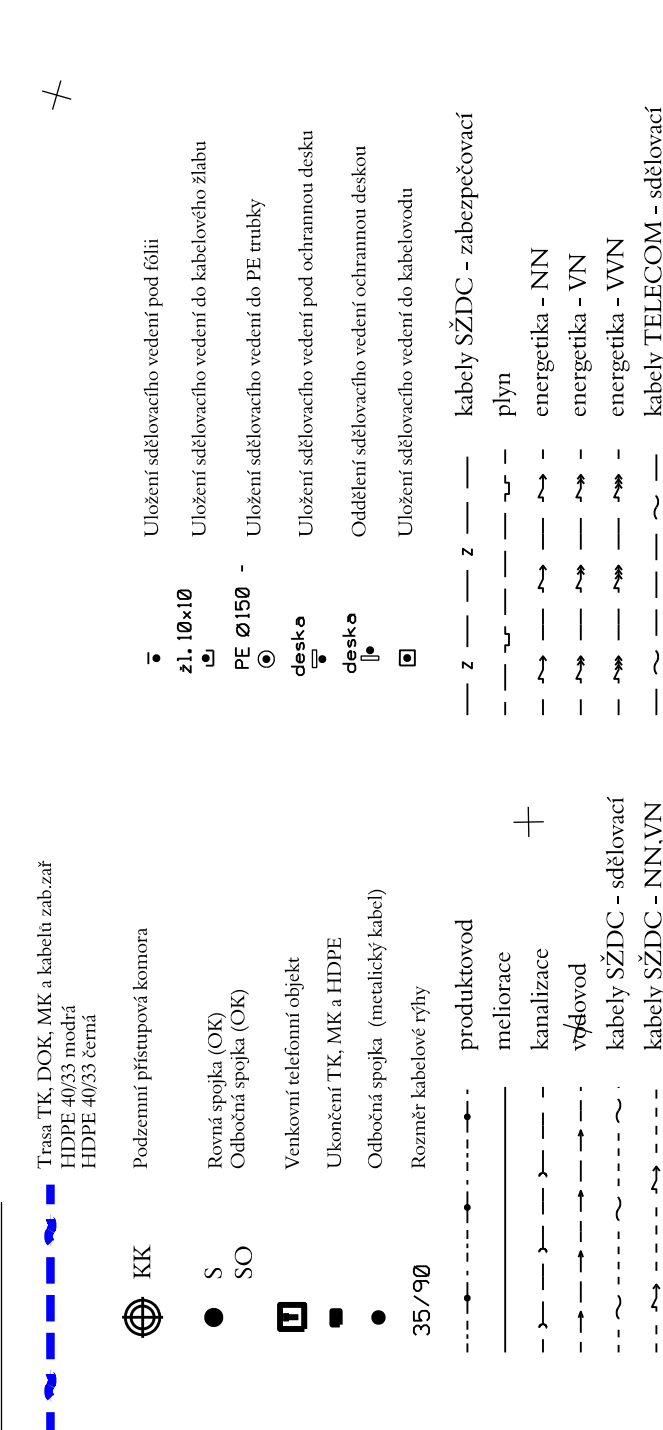 Trasa TK, DOK, MK a kabelů zab.zař
HDPE 40/33 modrá
HDPE 40/33 černá
KK Podzemní přístupová komora
S Rovná spojka (OK)
SO Odbočná spojka (OK)
Venkovní telefonní objekt
Ukončení TK, MK a HDPE
Odbočná spojka (metalický kabel)
35/90 Rozměr kabelové rýhy
produktovod
meliorace
kanalizace
vodovod
kabely SŽDC - sdělovací
kabely SŽDC - NN,VN
Uložení sdělovacího vedení pod fólii
žl.10x10 Uložení sdělovacího vedení do kabelového žlabu
PE Ø150 - Uložení sdělovacího vedení do PE trubky
deska Uložení sdělovacího vedení pod ochrannou desku
deska Oddělení sdělovacího vedení ochrannou deskou
Uložení sdělovacího vedení do kabelovodu
z z kabely SŽDC - zabezpečovací
plyn
energetika - NN
energetika - VN
energetika - VVN
kabely TELECOM - sdělovací